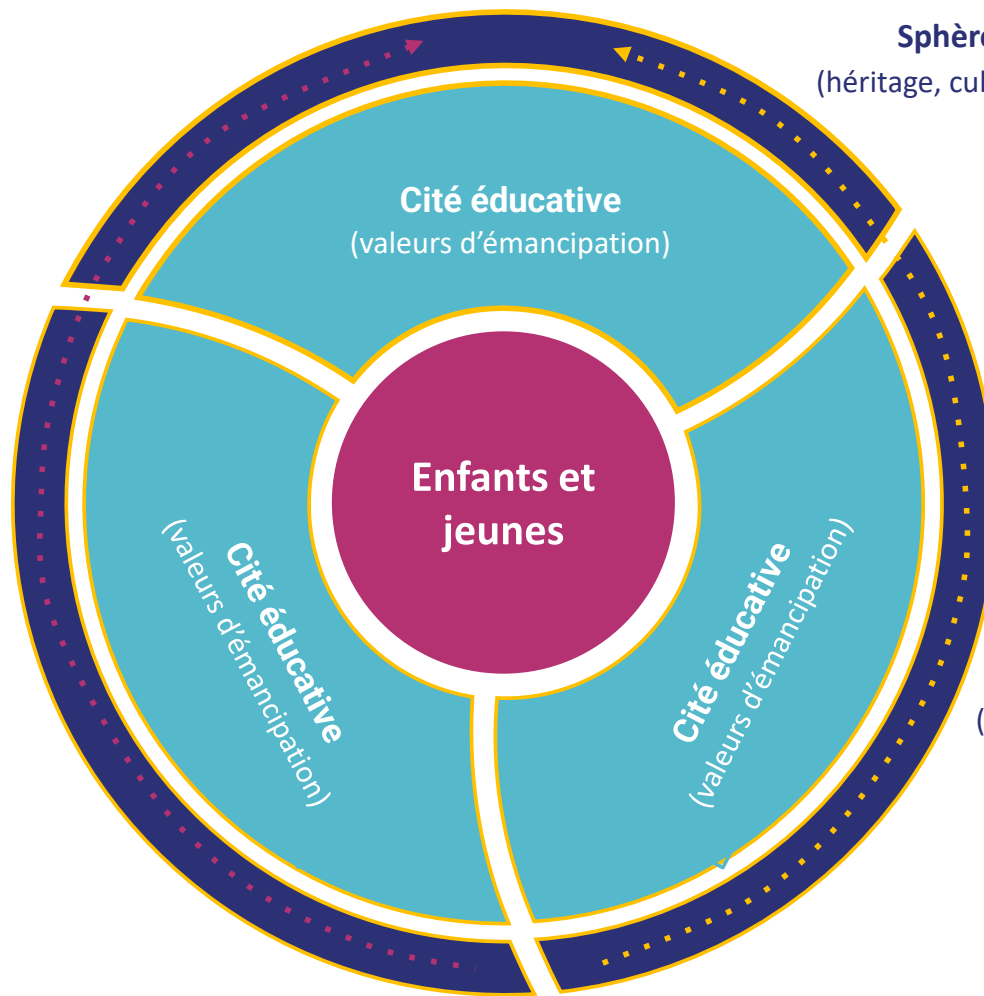 Sphère
(héritage, cul
Cité éducative
(valeurs d'émancipation)
Enfants et
jeunes
Cité éducative
(valeurs d'émancipation)
Cité éducative
(valeurs d'émancipation)
(